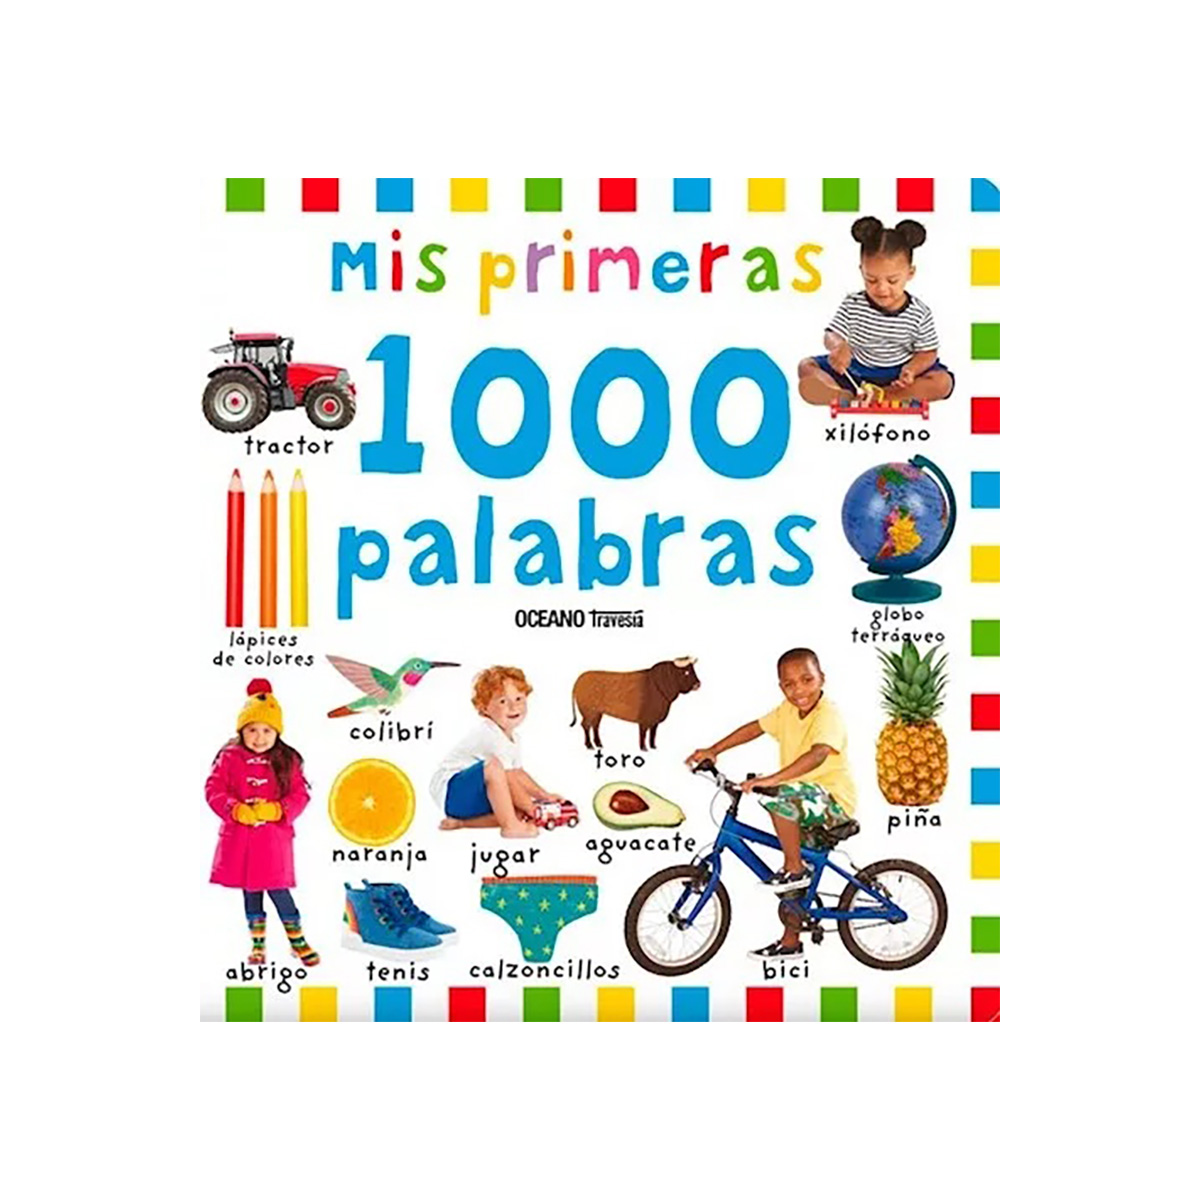 Mis primeras
1000
palabras
OCEANO Travesía
tractor
xilófono
lápices
de colores
globo
terráqueo
colibrí
toro
piña
naranja
jugar
aguacate
abrigo
tenis
calzoncillos
bici